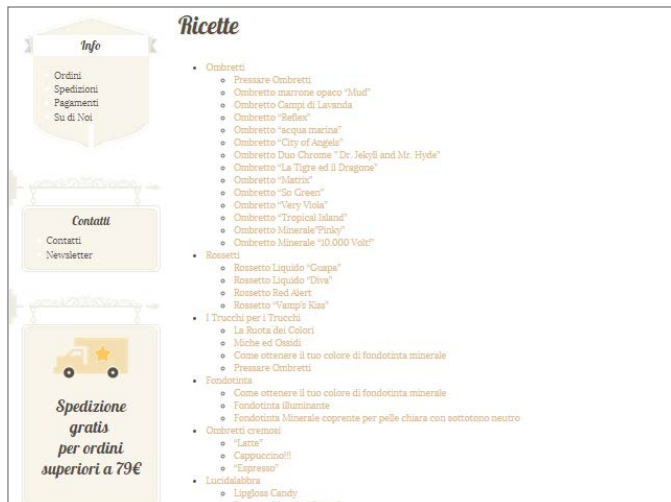 Info
Ordini
Spedizioni
Pagamenti
Su di Noi
Contatti
Contatti
Newsletter
Spedizione
gratis
per ordini
superiori a 79€
Ricette
Ombretti
Pressare Ombretti
Ombretto marrone opaco “Mud”
Ombretto Campi di Lavanda
Ombretto “Reflex”
Ombretto “acqua marina”
Ombretto “City of Angels”
Ombretto Duo Chrome ” Dr. Jekyll and Mr. Hyde”
Ombretto “La Tigre ed il Dragone”
Ombretto “Matrix”
Ombretto “So Green”
Ombretto “Very Viola”
Ombretto “Tropical Island”
Ombretto Minerale”Pinky”
Ombretto Minerale “10.000 Volt!”
Rossetti
Rossetto Liquido “Guapa”
Rossetto Liquido “Diva”
Rossetto Red Alert
Rossetto “Vamp's Kiss”
I Trucchi per i Trucchi
La Ruota dei Colori
Miche ed Ossidi
Come ottenere il tuo colore di fondotinta minerale
Pressare Ombretti
Fondotinta
Come ottenere il tuo colore di fondotinta minerale
Fondotinta illuminante
Fondotinta Minerale coprente per pelle chiara con sottotono neutro
Ombretti cremosi
“Latte”
Cappuccino!!!
“Espresso”
Lucidalabbra
Lipgloss Candy